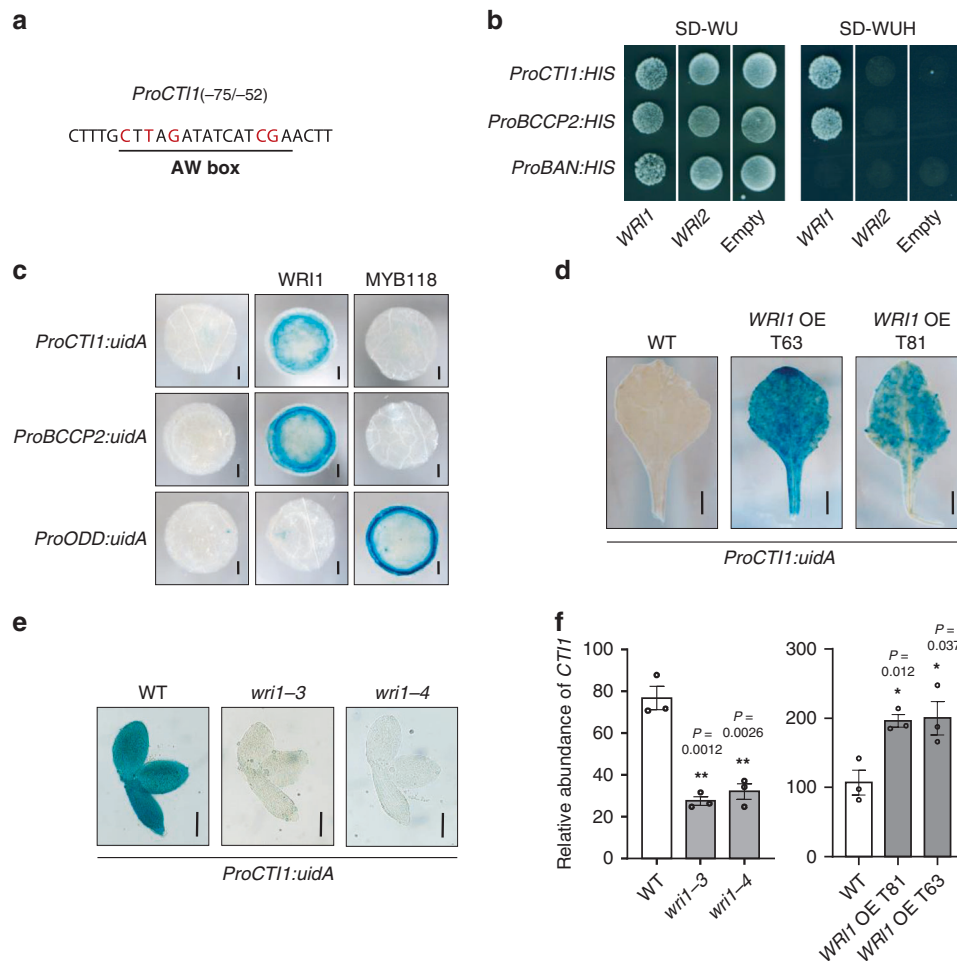 a
ProCTI1(–75/–52)
CTTTGCTTAGATATCATCGAACTT
AW box
b
SD-WU SD-WUH
ProCTI1:HIS
ProBCCP2:HIS
ProBAN:HIS
WRI1 WRI2 Empty WRI1 WRI2 Empty
c
WRI1 MYB118
ProCTI1:uidA
ProBCCP2:uidA
ProODD:uidA
d
WT WRI1 OE T63 WRI1 OE T81
ProCTI1:uidA
e
WT wri1–3 wri1–4
ProCTI1:uidA
f
Relative abundance of CTI1
100
80
60
40
20
0
P = 0.0012
**
P = 0.0026
**
WT wri1–3 wri1–4
300
200
100
0
P = 0.012
*
P = 0.037
*
WT WRI1 OE T81 WRI1 OE T63